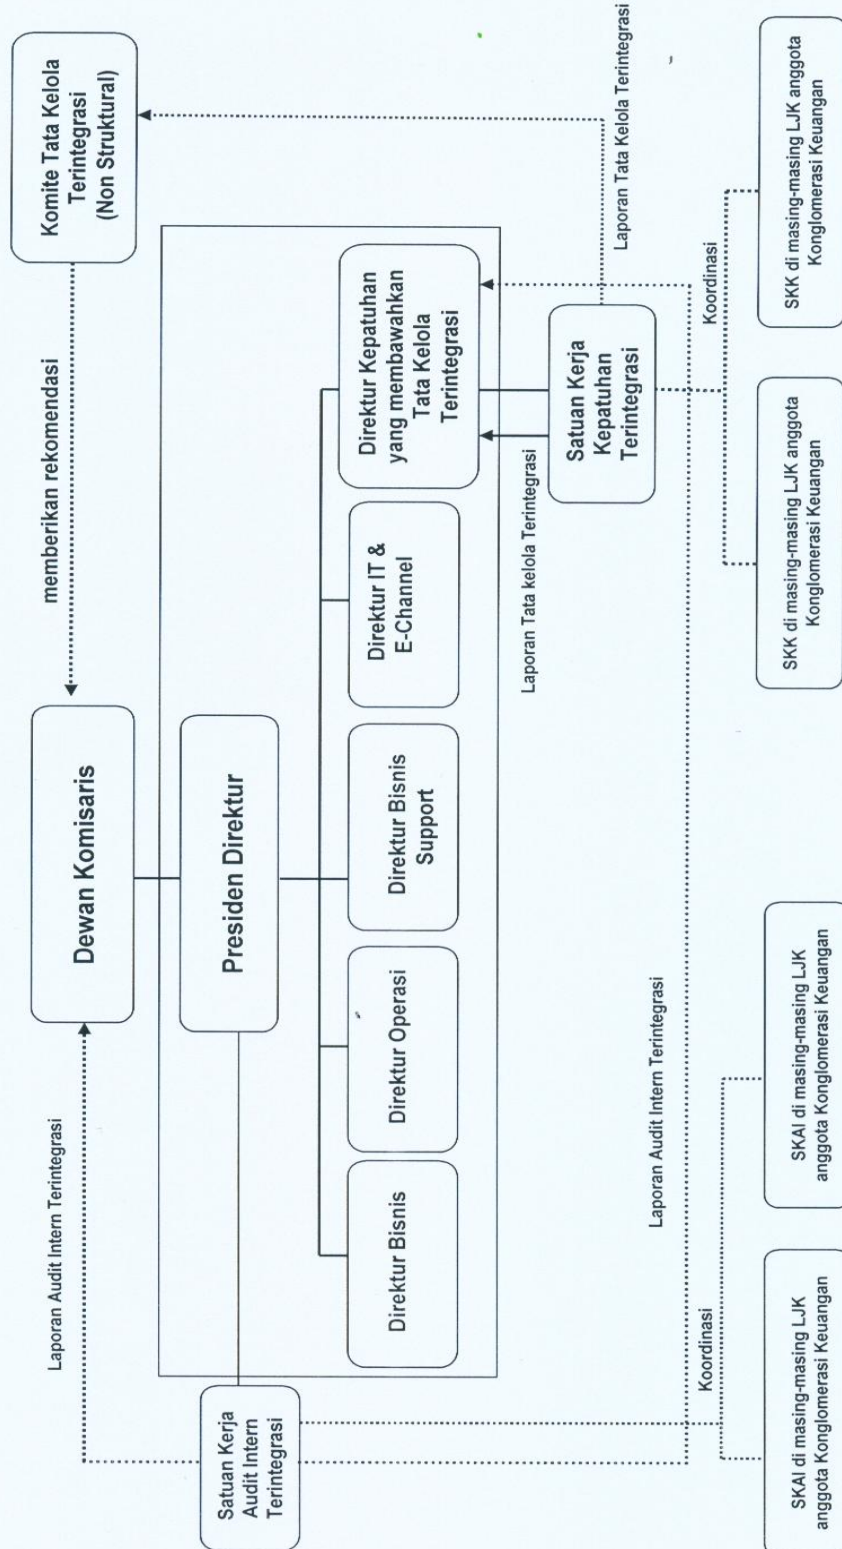 Komite Tata Kelola
Terintegrasi
(Non Struktural)
memberikan rekomendasi
Dewan Komisaris
Laporan Audit Intern Terintegrasi
Presiden Direktur
Satuan Kerja
Audit Intern
Terintegrasi
Direktur Bisnis
Direktur Operasi
Direktur Bisnis
Support
Direktur IT &
E-Channel
Direktur Kepatuhan
yang membawahkan
Tata Kelola
Terintegrasi
Laporan Tata kelola Terintegrasi
Satuan Kerja
Kepatuhan
Terintegrasi
Laporan Tata Kelola Terintegrasi
Laporan Audit Intern Terintegrasi
Koordinasi
Koordinasi
SKAI di masing-masing LJK
anggota Konglomerasi Keuangan
SKAI di masing-masing LJK
anggota Konglomerasi Keuangan
SKK di masing-masing LJK anggota
Konglomerasi Keuangan
SKK di masing-masing LJK anggota
Konglomerasi Keuangan